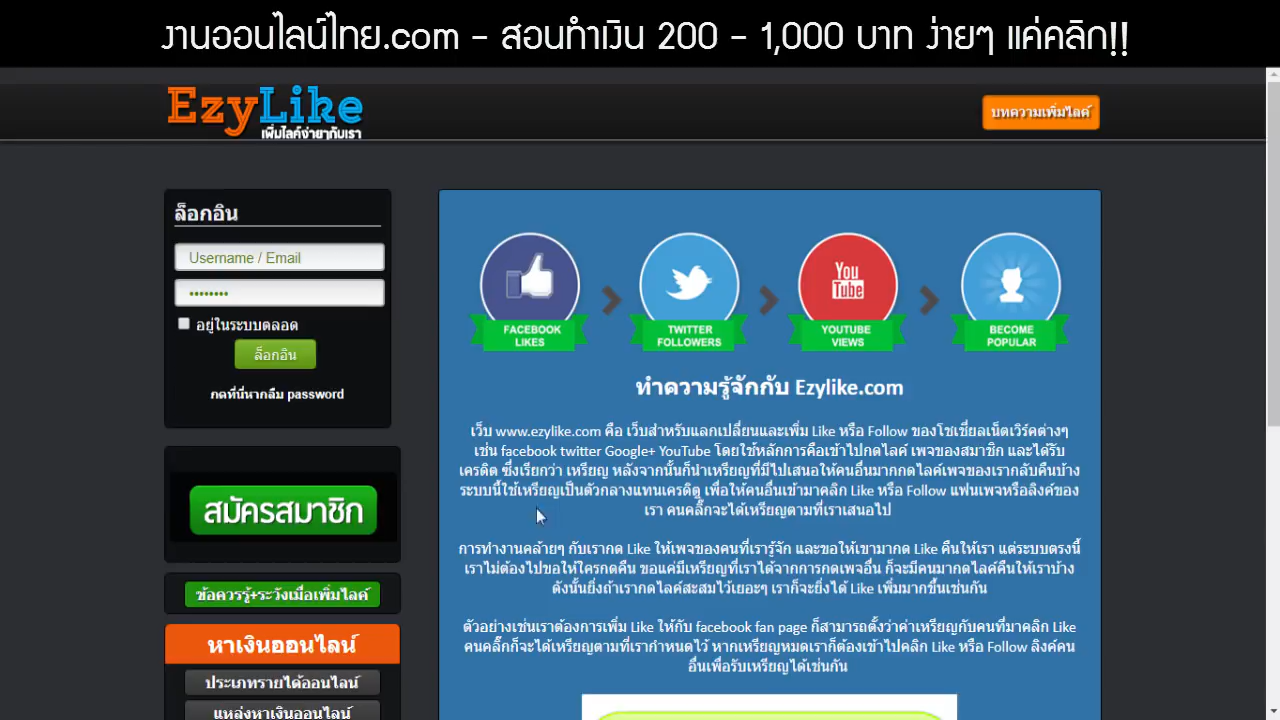 งานออนไลน์ไทย.com - สอนทำเงิน 200 - 1,000 บาท ง่ายๆ แค่คลิก!!
EzyLike
เพิ่มไลค์ง่ายๆกับเรา
บทความเพิ่มไลค์
ล็อกอิน
Username / Email
••••••••
อยู่ในระบบตลอด
ล็อกอิน
กดที่นี่หากลืม password
สมัครสมาชิก
ข้อควรรู้+ระวังเมื่อเพิ่มไลค์
หาเงินออนไลน์
ประเภทรายได้ออนไลน์
แหล่งหาเงินออนไลน์
You
Tube
FACEBOOK
LIKES
TWITTER
FOLLOWERS
YOUTUBE
VIEWS
BECOME
POPULAR
ทำความรู้จักกับ Ezylike.com
เว็บ www.ezylike.com คือ เว็บสำหรับแลกเปลี่ยนและเพิ่ม Like หรือ Follow ของโซเชี่ยลเน็ตเวิร์คต่างๆ
เช่น facebook twitter Google+ YouTube โดยใช้หลักการคือเข้าไปกดไลค์ เพจของสมาชิก และได้รับ
เครดิต ซึ่งเรียกว่า เหรียญ หลังจากนั้นก็นำเหรียญที่มีไปเสนอให้คนอื่นมากดไลค์เพจของเรากลับคืนบ้าง
ระบบนี้ใช้เหรียญเป็นตัวกลางแทนเครดิตู เพื่อให้คนอื่นเข้ามาคลิก Like หรือ Follow แฟนเพจหรือลิงค์ของ
เรา คนคลิ๊กจะได้เหรียญตามที่เราเสนอไป
การทำงานคล้ายๆ กับเรากด Like ให้เพจของคนที่เรารู้จัก และขอให้เขามากด Like คืนให้เรา แต่ระบบตรงนี้
เราไม่ต้องไปขอให้ใครกดคืน ขอแค่มีเหรียญที่เราได้จากการกดเพจอื่น ก็จะมีคนมากดไลค์คืนให้เราบ้าง
ดังนั้นยิ่งถ้าเรากดไลค์สะสมไว้เยอะๆ เราก็จะยิ่งได้ Like เพิ่มมากขึ้นเช่นกัน
ตัวอย่างเช่นเราต้องการเพิ่ม Like ให้กับ facebook fan page ก็สามารถตั้งว่าค่าเหรียญกับคนที่มาคลิก Like
คนคลิ๊กก็จะได้เหรียญตามที่เรากำหนดไว้ หากเหรียญหมดเราก็ต้องเข้าไปคลิก Like หรือ Follow ลิงค์คน
อื่นเพื่อรับเหรียญได้เช่นกัน